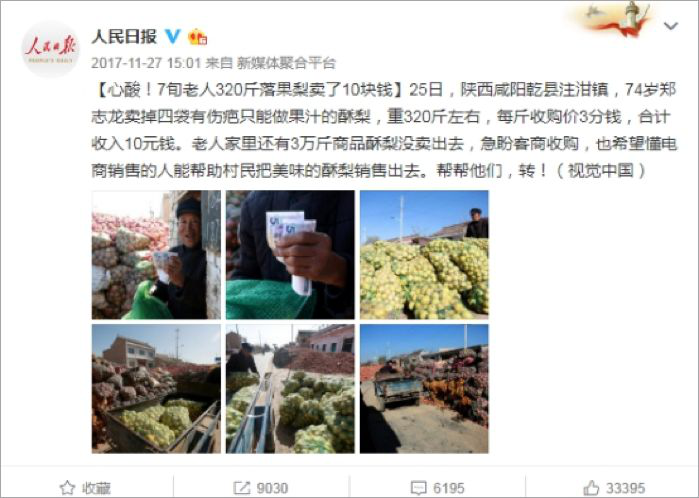 人民日报
人民日报
PEOPLE'S DAILY
2017-11-27 15:01 来自 新媒体聚合平台
【心酸！7旬老人320斤落果梨卖了10块钱】25日，陕西咸阳乾县注泔镇，74岁郑
志龙卖掉四袋有伤疤只能做果汁的酥梨，重320斤左右，每斤收购价3分钱，合计
收入10元钱。老人家里还有3万斤商品酥梨没卖出去，急盼客商收购，也希望懂电
商销售的人能帮助村民把美味的酥梨销售出去。帮帮他们，转！（视觉中国）
5
收藏 9030 6195 33395